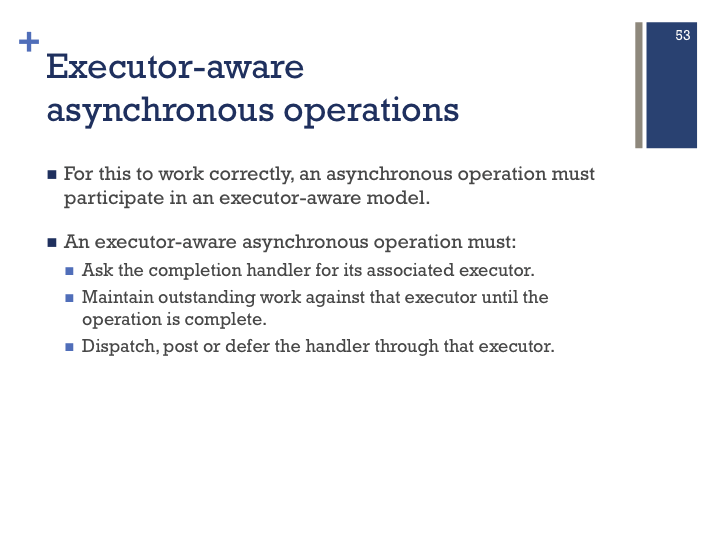 53
+
Executor-aware
asynchronous operations
■ For this to work correctly, an asynchronous operation must
participate in an executor-aware model.
■ An executor-aware asynchronous operation must:
■ Ask the completion handler for its associated executor.
■ Maintain outstanding work against that executor until the
operation is complete.
■ Dispatch, post or defer the handler through that executor.